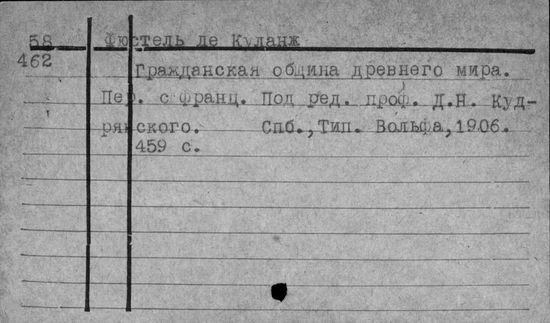 58 Фюстель де Куланж
462 Гражданская община древнего мира.
Пер. с франц. Под ред. проф. Д.Н. Куд-
рявского. Спб.,Тип. Вольфа,1906.
459 с.